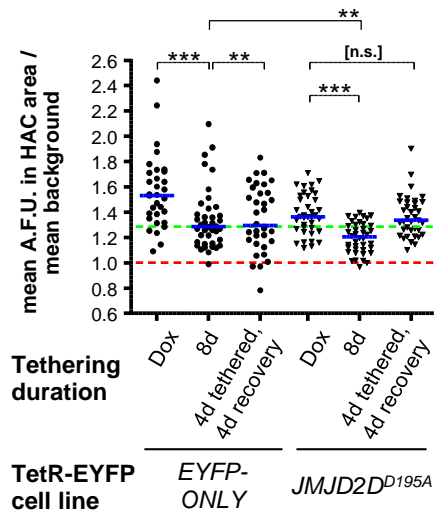 **
[n.s.]
*** ** ***
mean A.F.U. in HAC area /
mean background
2.6
2.4
2.2
2.0
1.8
1.6
1.4
1.2
1.0
0.8
0.6
Tethering
duration
Dox
8d
4d tethered,
4d recovery
Dox
8d
4d tethered,
4d recovery
TetR-EYFP
cell line
EYFP-
ONLY
JMJD2D^D195A